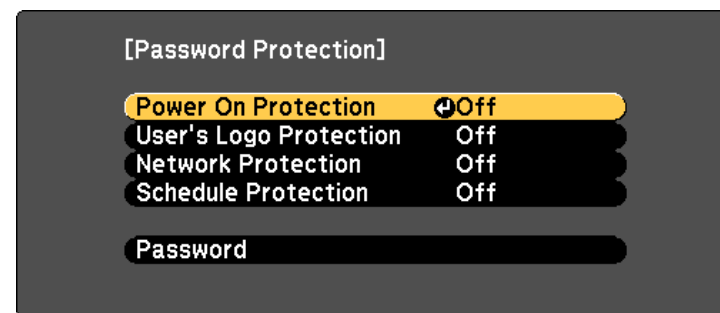 [Password Protection]
Power On Protection Off
User's Logo Protection Off
Network Protection Off
Schedule Protection Off
Password